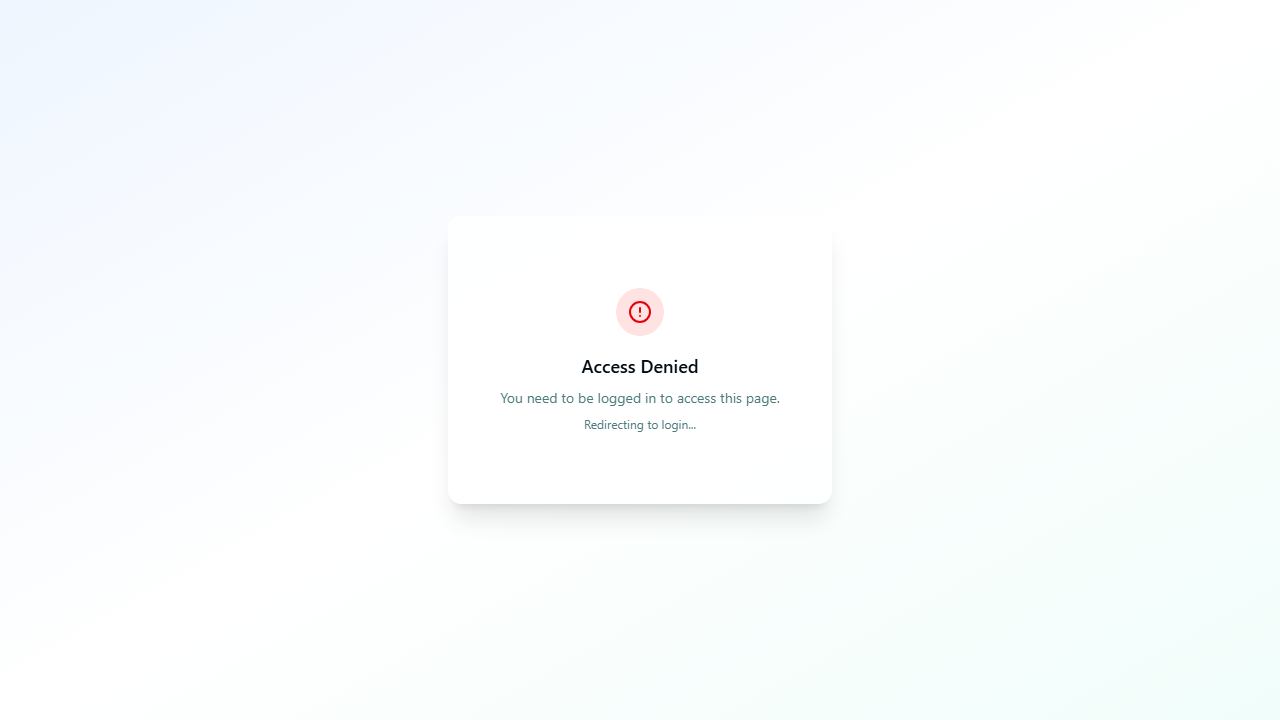 Access Denied
You need to be logged in to access this page.
Redirecting to login...